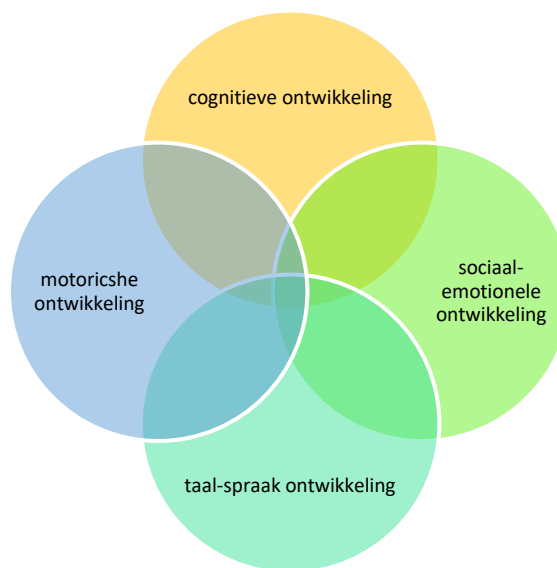 cognitieve ontwikkeling
motoricshe
ontwikkeling
sociaal-
emotionele
ontwikkeling
taal-spraak ontwikkeling